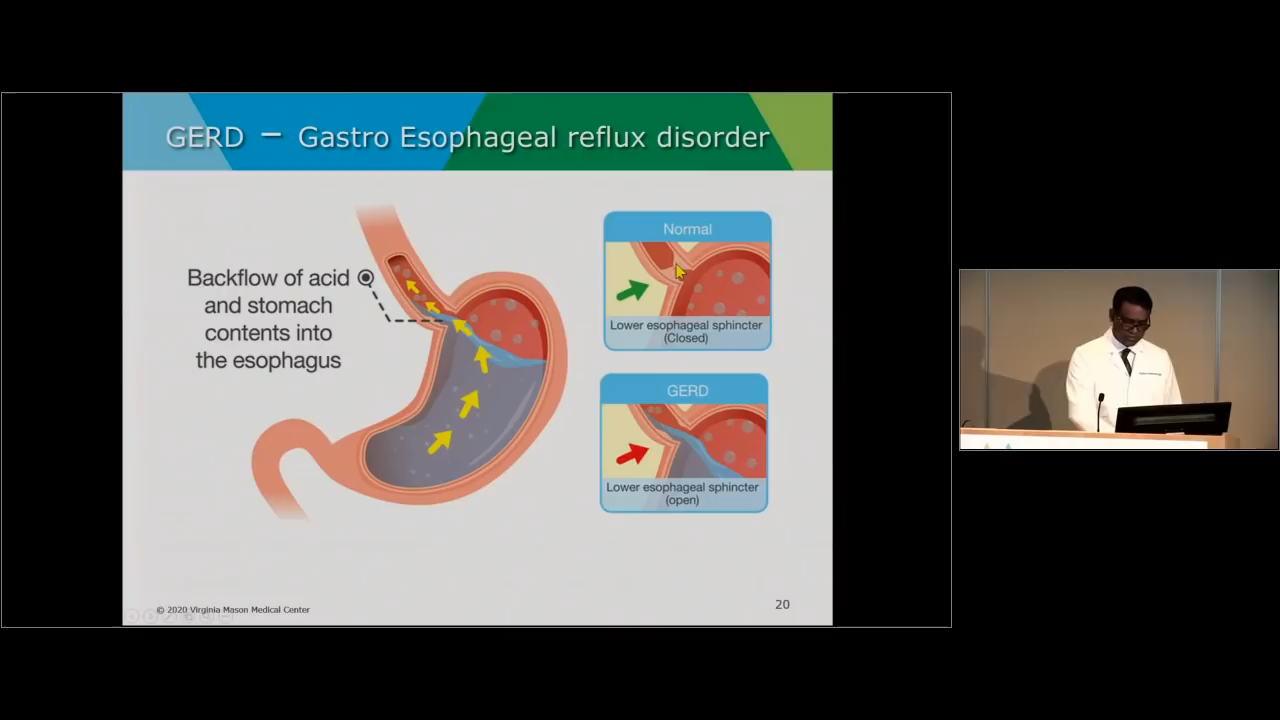 GERD – Gastro Esophageal reflux disorder
Backflow of acid
and stomach
contents into
the esophagus
Normal
Lower esophageal sphincter
(Closed)
GERD
Lower esophageal sphincter
(open)
© 2020 Virginia Mason Medical Center
20